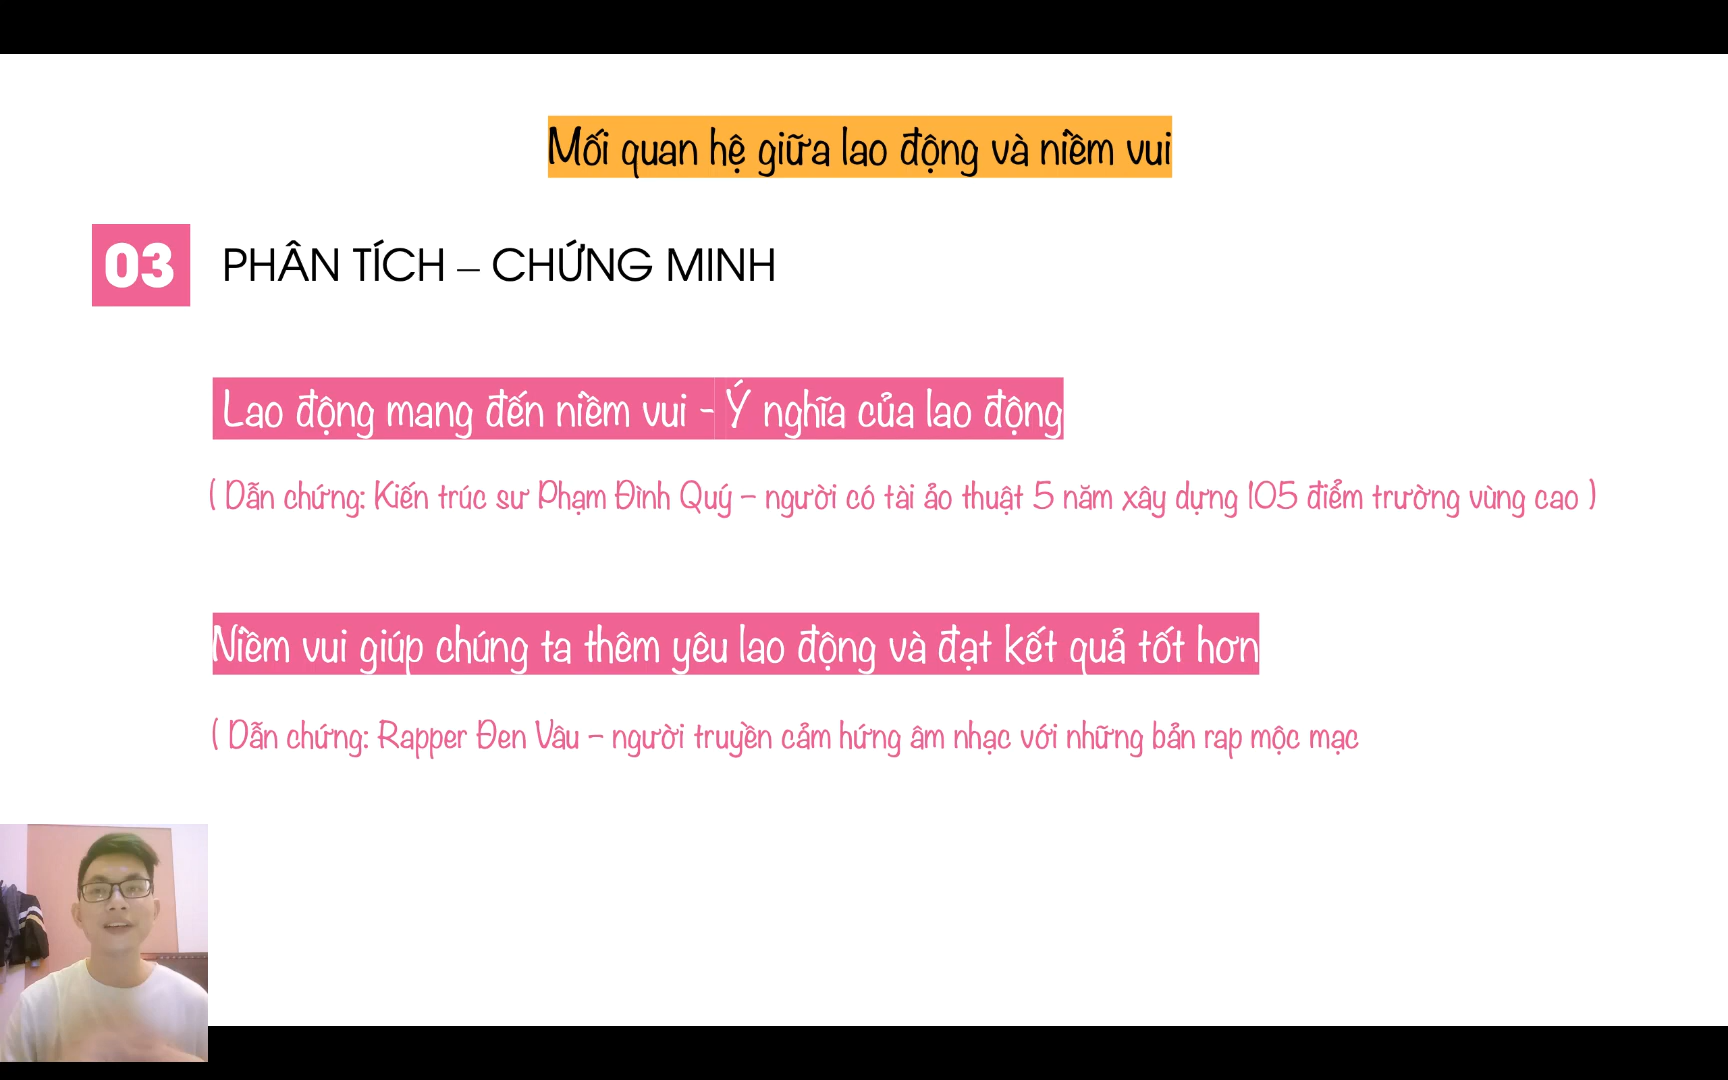 Mối quan hệ giữa lao động và niềm vui
03 PHÂN TÍCH – CHỨNG MINH
Lao động mang đến niềm vui - Ý nghĩa của lao động
( Dẫn chứng: Kiến trúc sư Phạm Đình Quý – người có tài ảo thuật 5 năm xây dựng 105 điểm trường vùng cao )
Niềm vui giúp chúng ta thêm yêu lao động và đạt kết quả tốt hơn
( Dẫn chứng: Rapper Đen Vâu – người truyền cảm hứng âm nhạc với những bản rap mộc mạc